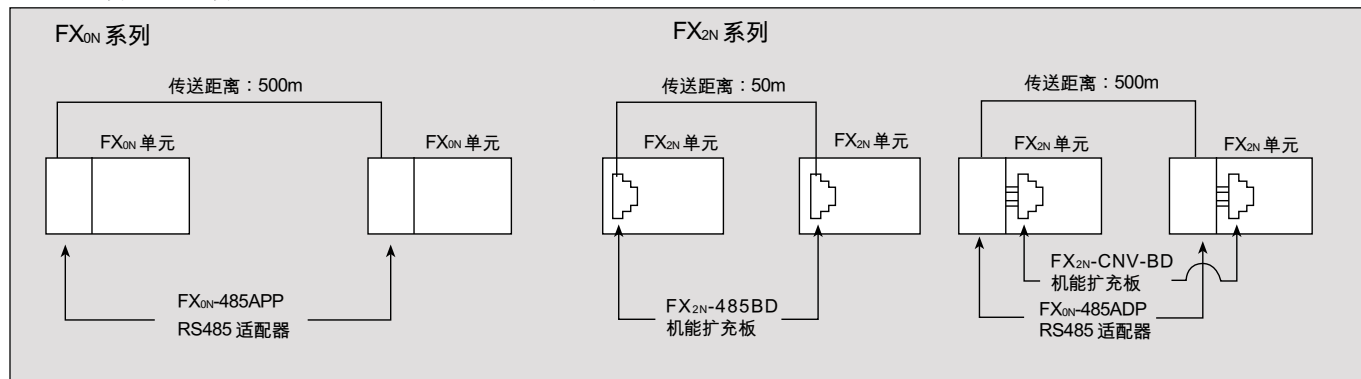 FX0N 系列
传送距离：500m
FX0N 单元
FX0N 单元
FX0N-485APP
RS485 适配器
FX2N 系列
传送距离：50m
FX2N 单元
FX2N 单元
FX2N-485BD
机能扩充板
传送距离：500m
FX2N 单元
FX2N 单元
FX2N-CNV-BD
机能扩充板
FX0N-485ADP
RS485 适配器